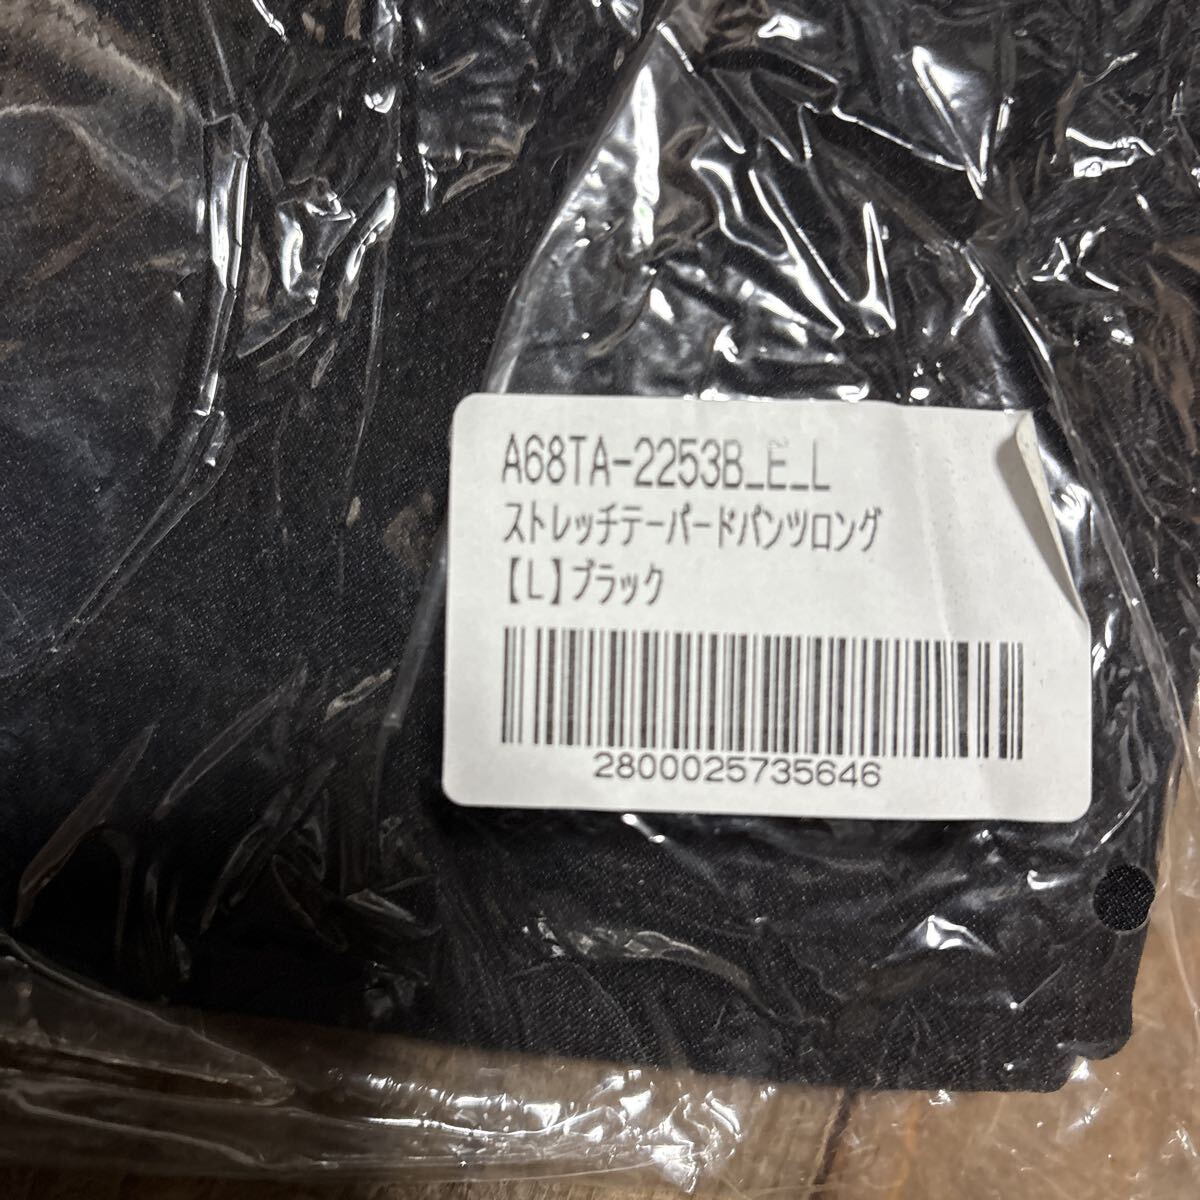 A68TA-2253B_E_L
ストレッチテーパードパンツロング
【L】ブラック
2800025735646